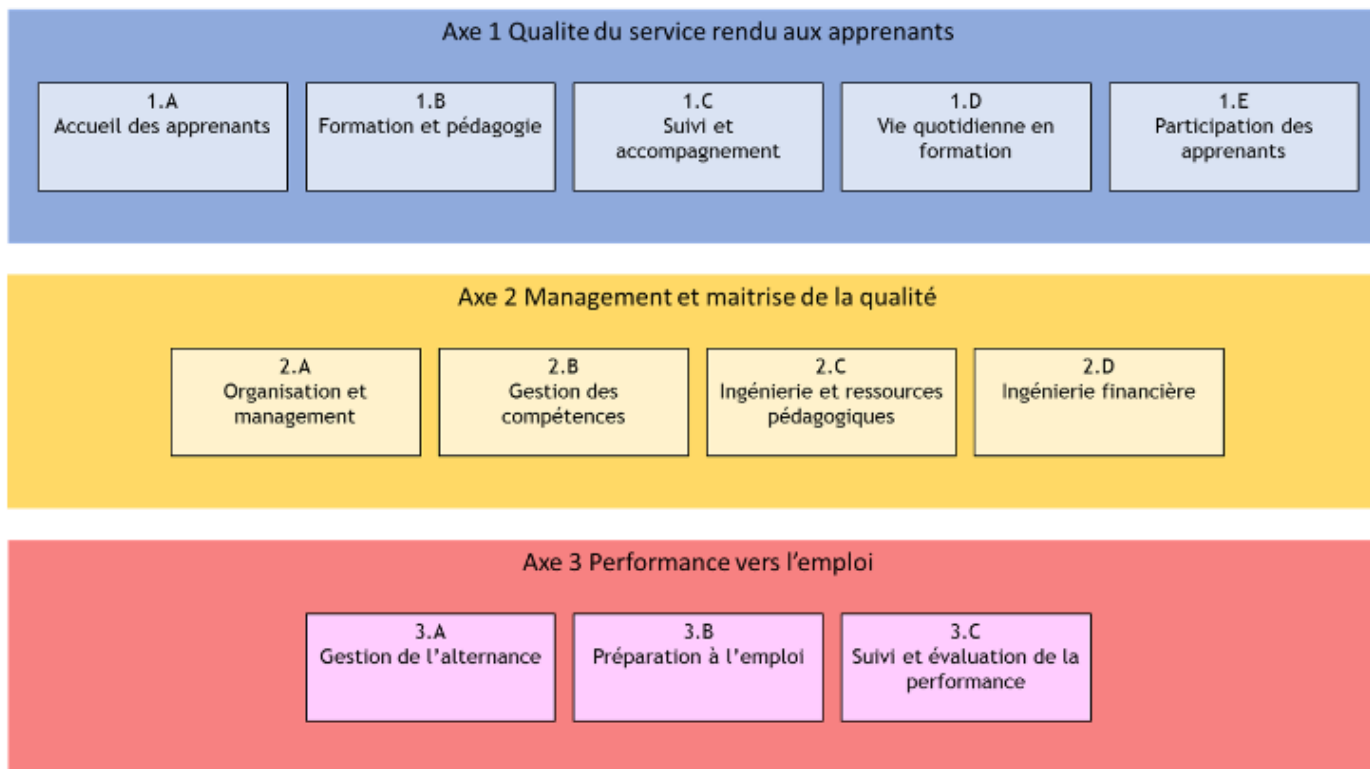 Axe 1 Qualite du service rendu aux apprenants
1.A
Accueil des apprenants
1.B
Formation et pédagogie
1.C
Suivi et
accompagnement
1.D
Vie quotidienne en
formation
1.E
Participation des
apprenants
Axe 2 Management et maitrise de la qualité
2.A
Organisation et
management
2.B
Gestion des
compétences
2.C
Ingénierie et ressources
pédagogiques
2.D
Ingénierie financière
Axe 3 Performance vers l’emploi
3.A
Gestion de l’alternance
3.B
Préparation à l’emploi
3.C
Suivi et évaluation de la
performance